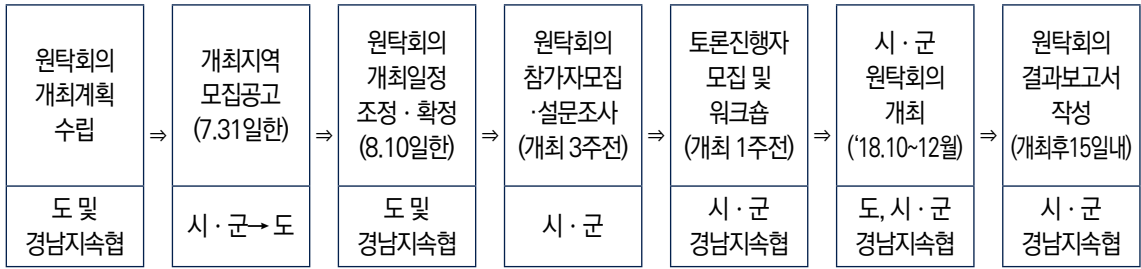 원탁회의
개최계획
수립
⇒
개최지역
모집공고
(7.31일한)
⇒
원탁회의
개최일정
조정 · 확정
(8.10일한)
⇒
원탁회의
참가자모집
·설문조사
(개최 3주전)
⇒
토론진행자
모집 및
워크숍
(개최 1주전)
⇒
시 · 군
원탁회의
개최
(‘18.10~12월)
⇒
원탁회의
결과보고서
작성
(개최후15일내)
도 및
경남지속협
시 · 군→ 도
도 및
경남지속협
시 · 군
시 · 군
경남지속협
도, 시 · 군
경남지속협
시 · 군
경남지속협